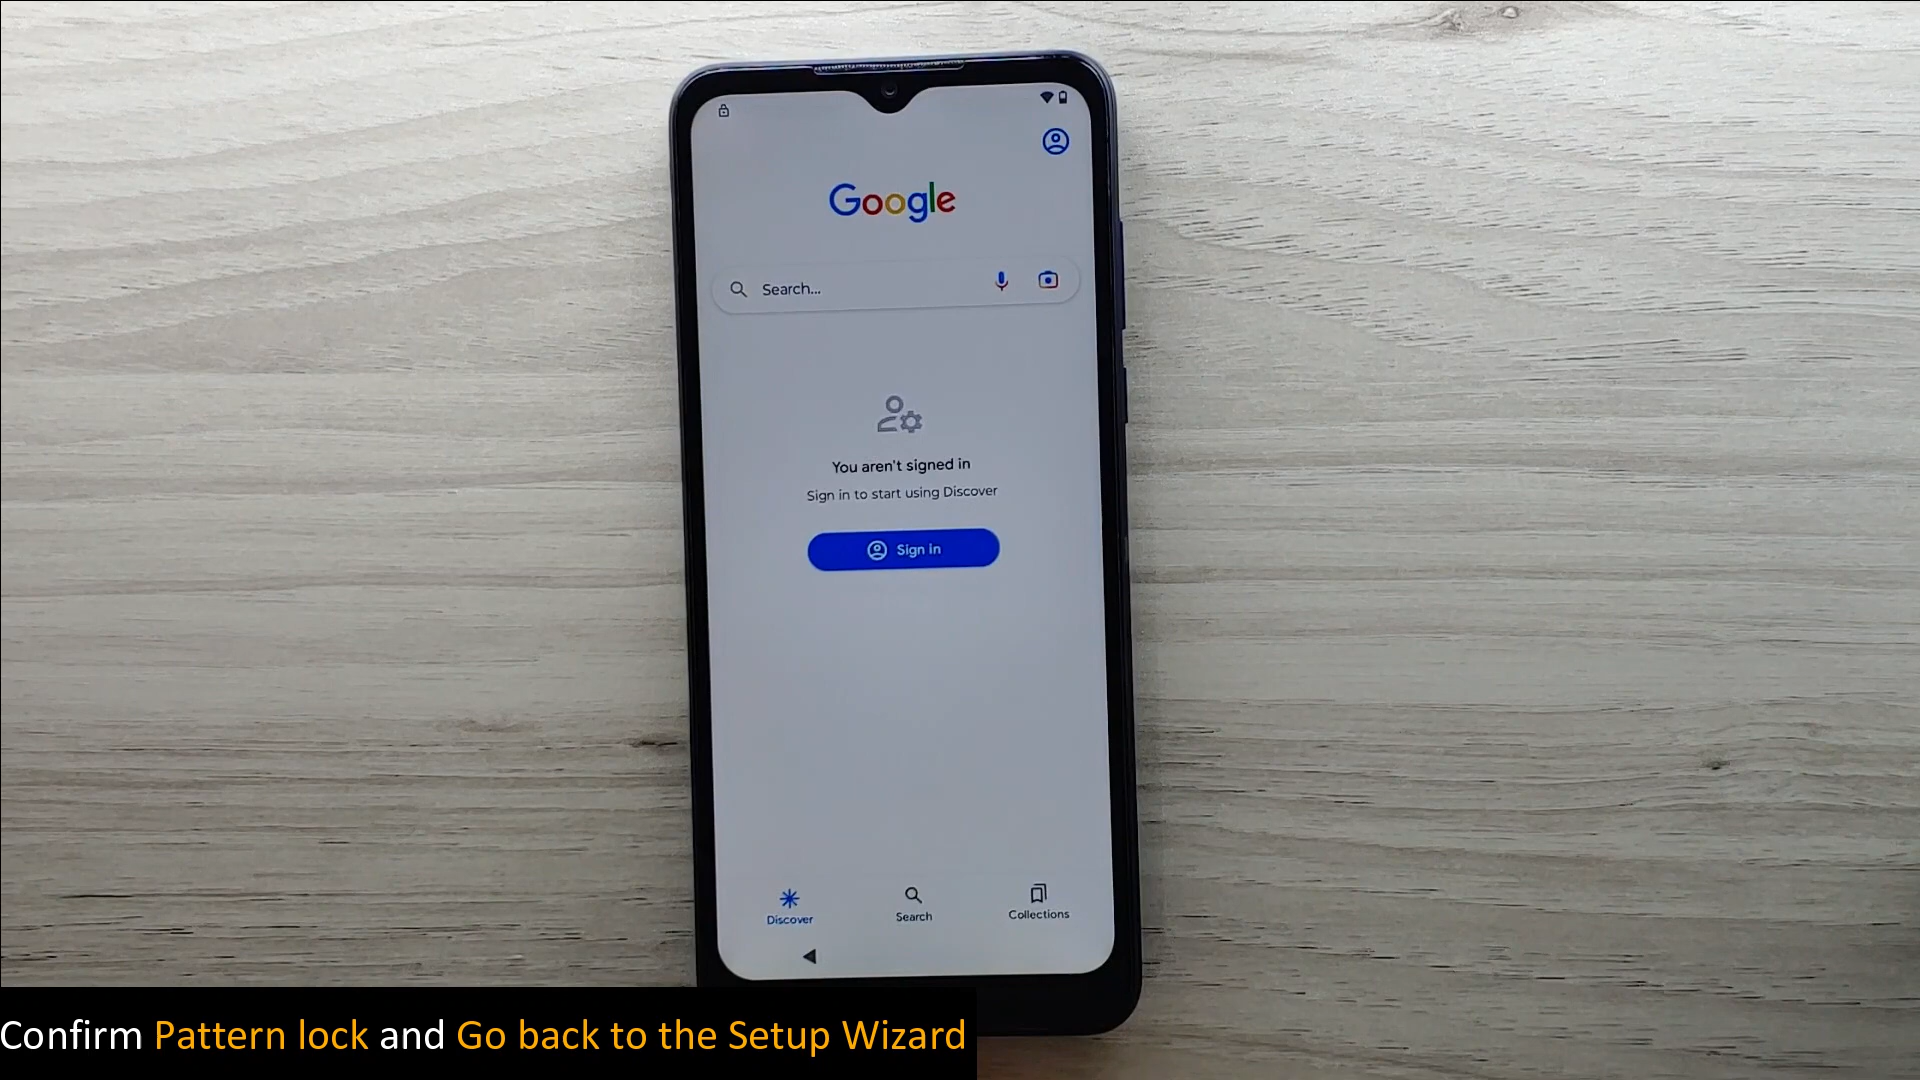 Google
Search...
You aren't signed in
Sign in to start using Discover
Sign in
Discover
Search
Collections
Confirm Pattern lock and Go back to the Setup Wizard